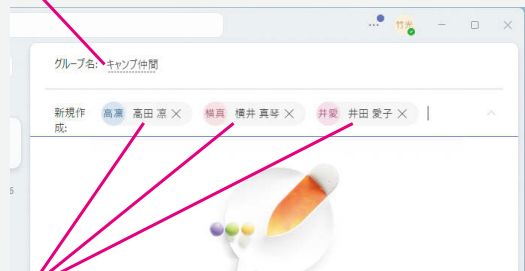 … 竹光
グループ名: キャンプ仲間
新規作成: 高凛 高田 凛 × 横真 横井 真琴 × 井愛 井田 愛子 ×